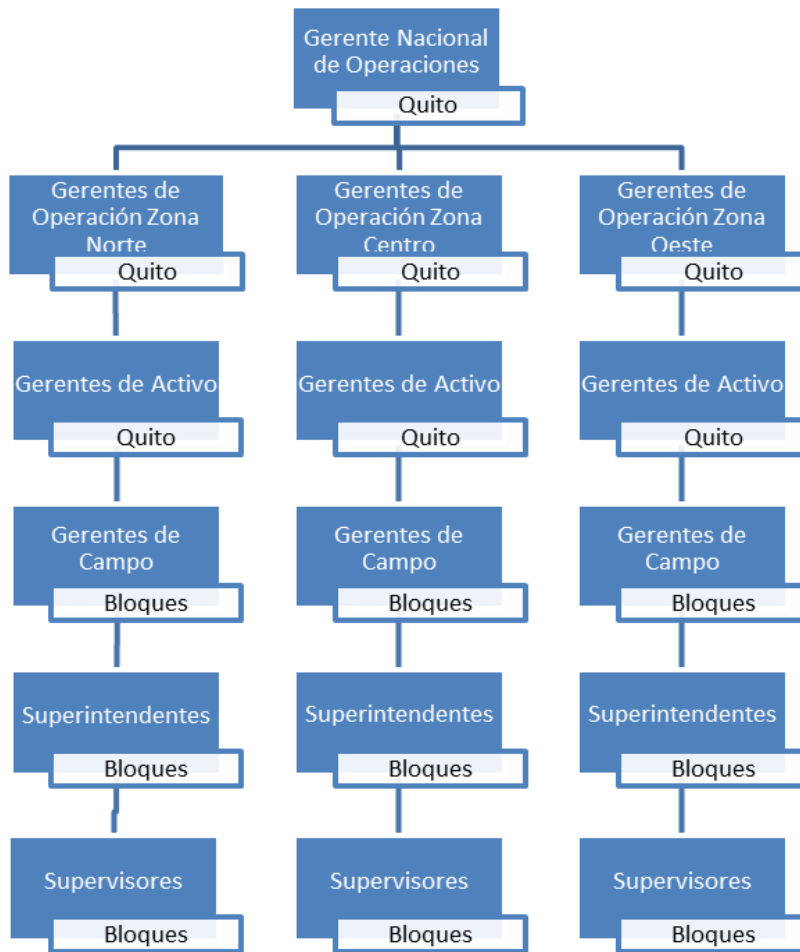 Gerente Nacional
de Operaciones
Quito
Gerentes de
Operación Zona
Norte
Quito
Gerentes de
Operación Zona
Centro
Quito
Gerentes de
Operación Zona
Oeste
Quito
Gerentes de Activo
Quito
Gerentes de Activo
Quito
Gerentes de Activo
Quito
Gerentes de
Campo
Bloques
Gerentes de
Campo
Bloques
Gerentes de
Campo
Bloques
Superintendentes
Bloques
Superintendentes
Bloques
Superintendentes
Bloques
Supervisores
Bloques
Supervisores
Bloques
Supervisores
Bloques